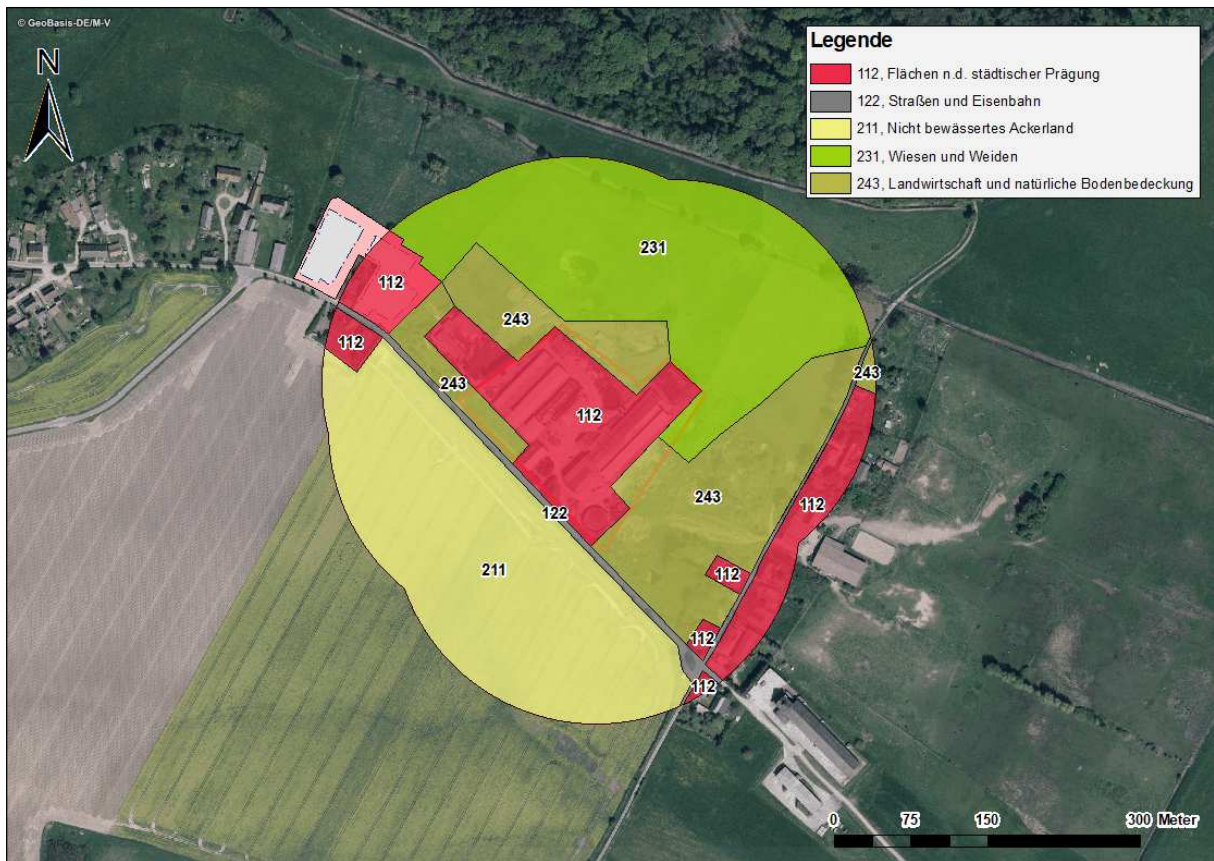 © GeoBasis-DE/M-V
N
Legende
112, Flächen n.d. städtischer Prägung
122, Straßen und Eisenbahn
211, Nicht bewässertes Ackerland
231, Wiesen und Weiden
243, Landwirtschaft und natürliche Bodenbedeckung
231
112
243
112
243
243
112
243
112
122
211
112
112
112
0 75 150 300 Meter